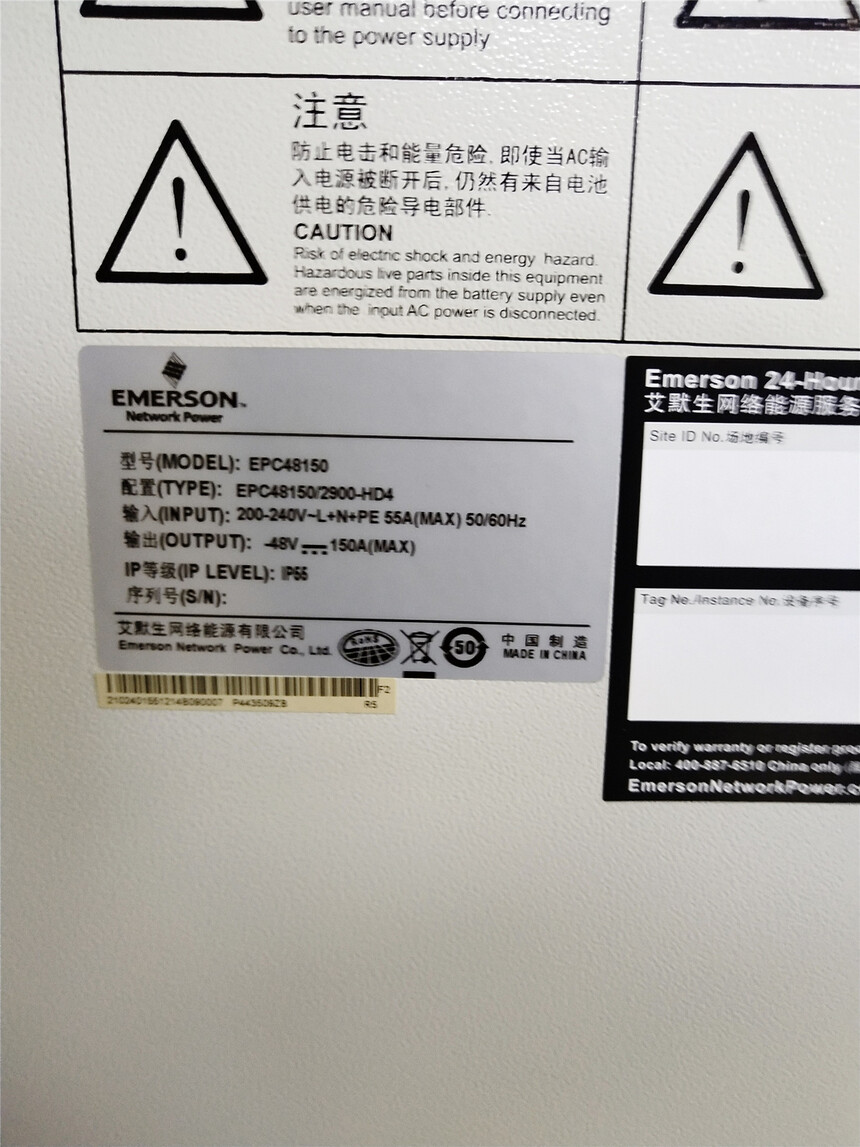 user manual before connecting
to the power supply
注意
防止电击和能量危险, 即使当AC输
入电源被断开后, 仍然有来自电池
供电的危险导电部件.
CAUTION
Risk of electric shock and energy hazard.
Hazardous live parts inside this equipment
are energized from the battery supply even
when the input AC power is disconnected.
EMERSON™
Network Power
型号(MODEL): EPC48150
配置(TYPE): EPC48150/2900-HD4
输入(INPUT): 200-240V~L+N+PE 55A(MAX) 50/60Hz
输出(OUTPUT): -48V⎓150A(MAX)
IP等级(IP LEVEL): IP55
序列号(S/N):
艾默生网络能源有限公司
Emerson Network Power Co., Ltd.
RoHS
50
中国制造
MADE IN CHINA
F2
R5
Emerson 24-Hour
艾默生网络能源服务
Site ID No.场地编号
Tag No./Instance No.
To verify warranty or register
Local: 400-887-6510 China only
EmersonNetworkPower.